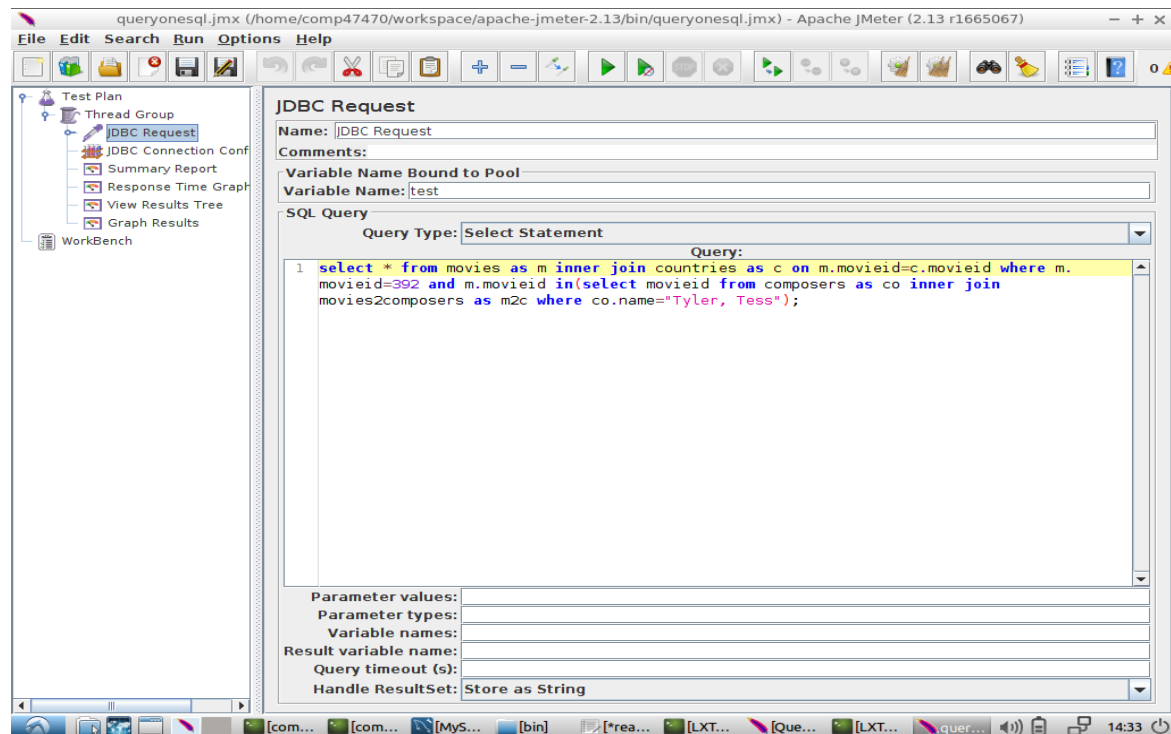 queryonesql.jmx (/home/comp47470/workspace/apache-jmeter-2.13/bin/queryonesql.jmx) - Apache JMeter (2.13 r1665067)
File Edit Search Run Options Help
STOP
0
Test Plan
Thread Group
JDBC Request
JDBC Connection Conf
Summary Report
Response Time Graph
View Results Tree
Graph Results
WorkBench
JDBC Request
Name: JDBC Request
Comments:
Variable Name Bound to Pool
Variable Name: test
SQL Query
Query Type: Select Statement
Query:
1 select * from movies as m inner join countries as c on m.movieid=c.movieid where m.
movieid=392 and m.movieid in(select movieid from composers as co inner join
movies2composers as m2c where co.name="Tyler, Tess");
Parameter values:
Parameter types:
Variable names:
Result variable name:
Query timeout (s):
Handle ResultSet: Store as String
[com... [com... [MyS... [bin] [*rea... [LXT... [Que... [LXT... quer... 14:33